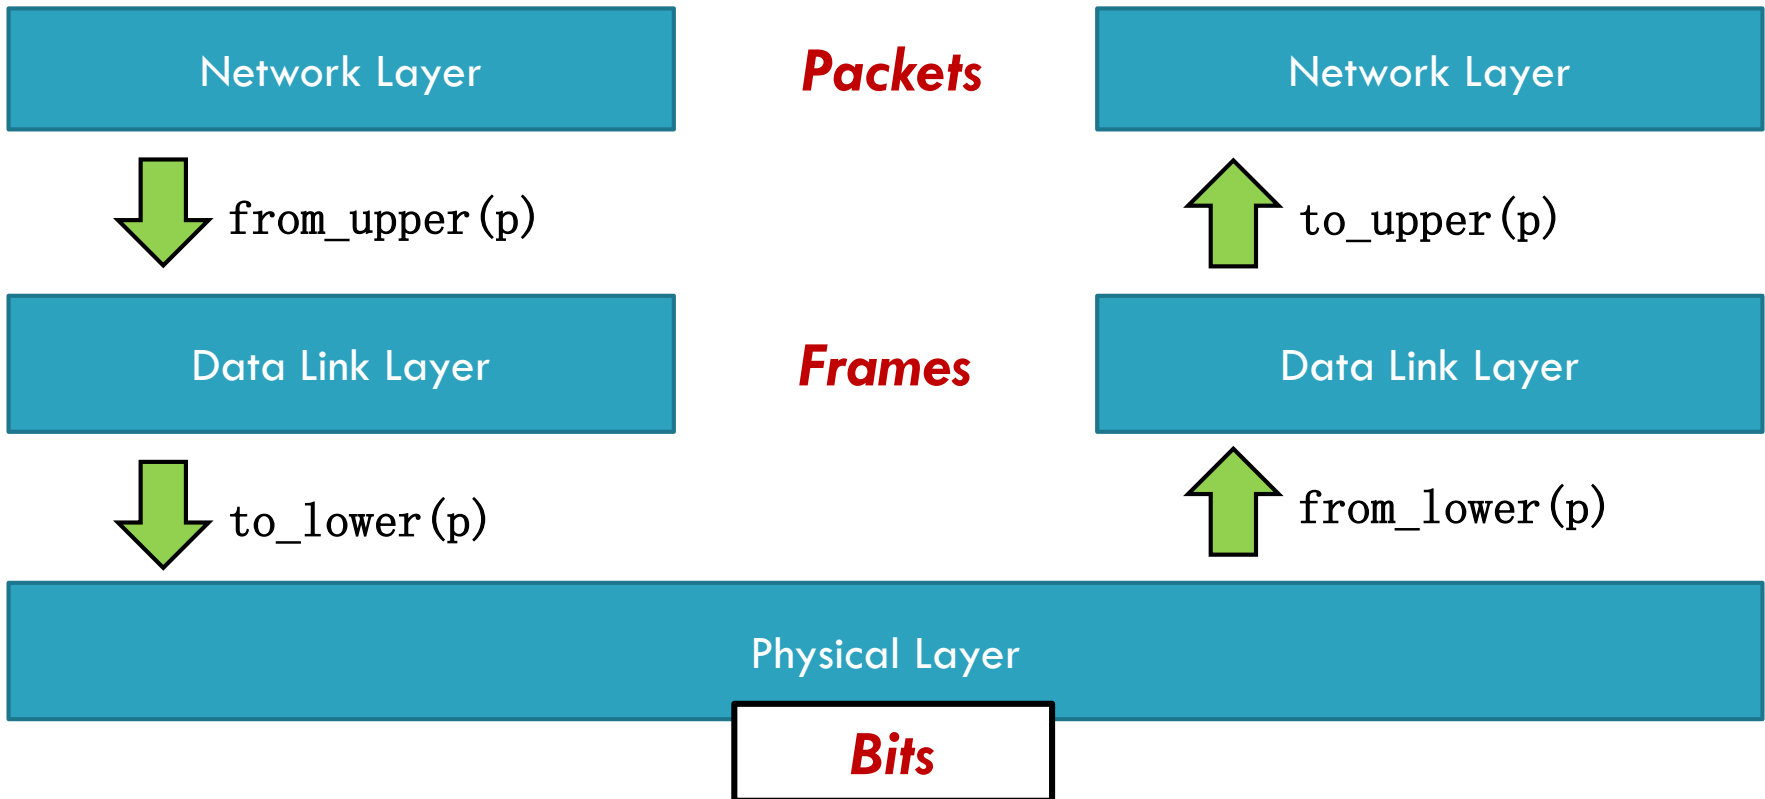 Network Layer
Packets
Network Layer
from_upper(p)
to_upper(p)
Data Link Layer
Frames
Data Link Layer
to_lower(p)
from_lower(p)
Physical Layer
Bits